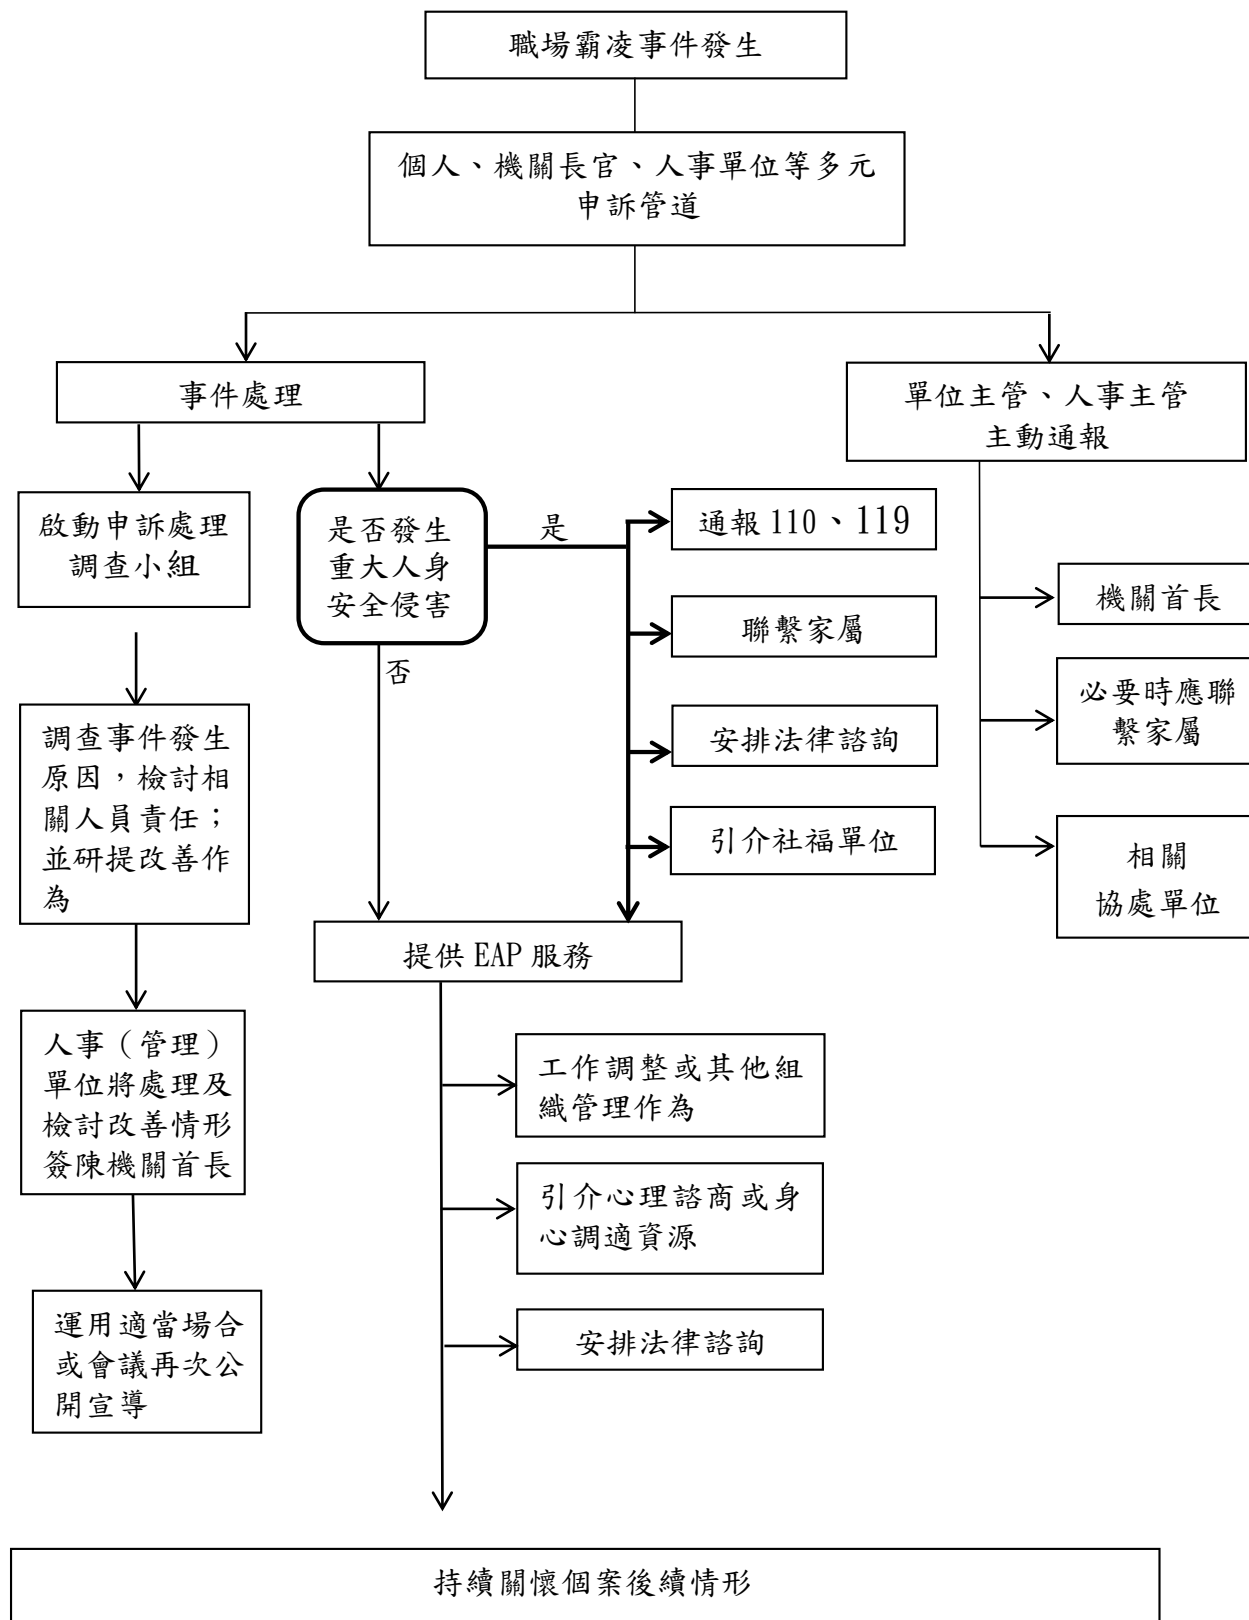 職場霸凌事件發生
個人、機關長官、人事單位等多元
申訴管道
事件處理
單位主管、人事主管
主動通報
啟動申訴處理
調查小組
是否發生
重大人身
安全侵害
是
否
通報 110、119
聯繫家屬
安排法律諮詢
引介社福單位
機關首長
必要時應聯
繫家屬
相關
協處單位
調查事件發生
原因，檢討相
關人員責任；
並研提改善作
為
提供 EAP 服務
人事（管理）
單位將處理及
檢討改善情形
簽陳機關首長
工作調整或其他組
織管理作為
引介心理諮商或身
心調適資源
安排法律諮詢
運用適當場合
或會議再次公
開宣導
持續關懷個案後續情形